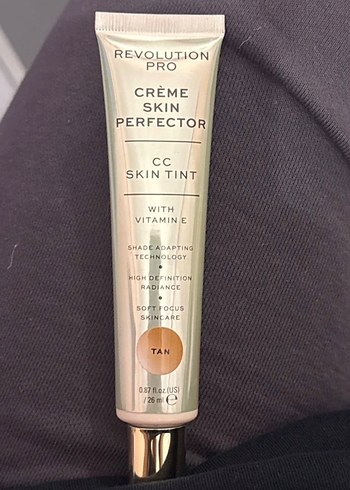 REVOLUTION
PRO
CRÈME
SKIN
PERFECTOR
CC
SKIN TINT
WITH
VITAMIN E
SHADE ADAPTING
TECHNOLOGY
•
HIGH DEFINITION
RADIANCE
•
SOFT FOCUS
SKINCARE
TAN
0.87 fl.oz.(US)
/ 26 ml ℮